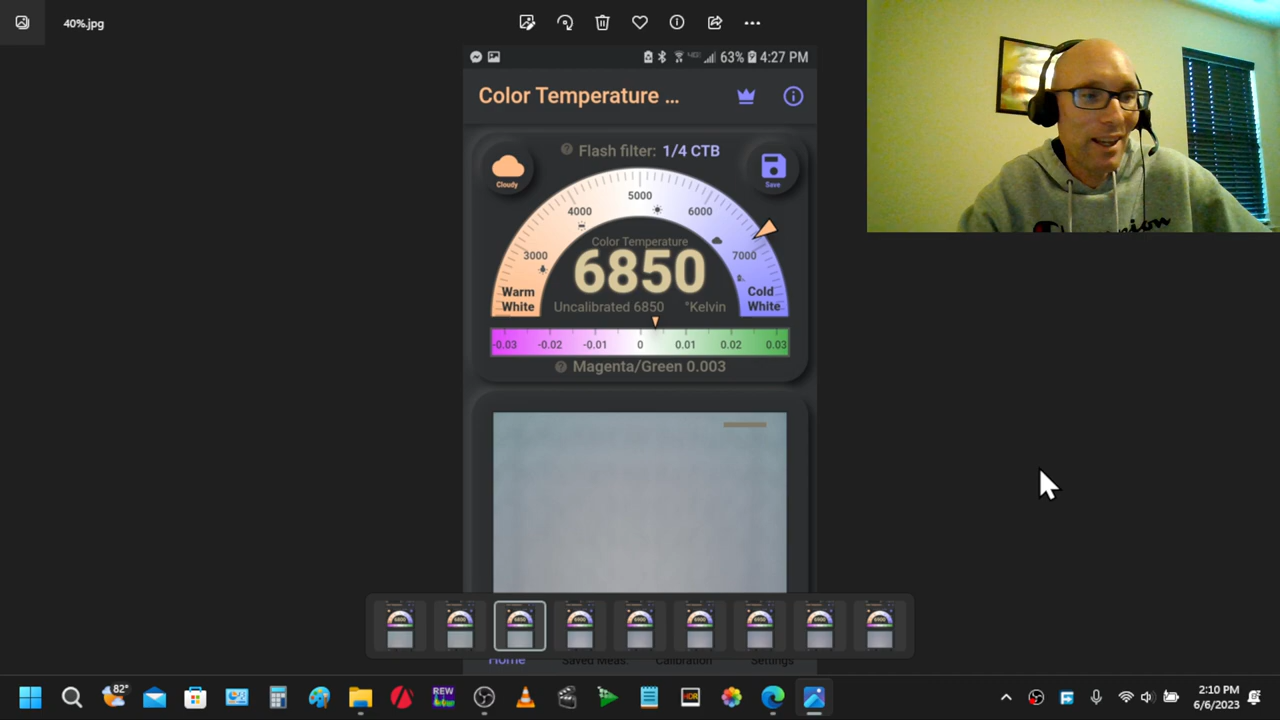 40%.jpg
63% 4:27 PM
Color Temperature ...
Flash filter: 1/4 CTB
Cloudy
Save
3000 4000 5000 6000 7000
Color Temperature
6850
Warm White
Cold White
Uncalibrated 6850 °Kelvin
-0.03 -0.02 -0.01 0 0.01 0.02 0.03
Magenta/Green 0.003
Home Saved Meas. Calibration Settings
82°
REW
HDR
2:10 PM
6/6/2023